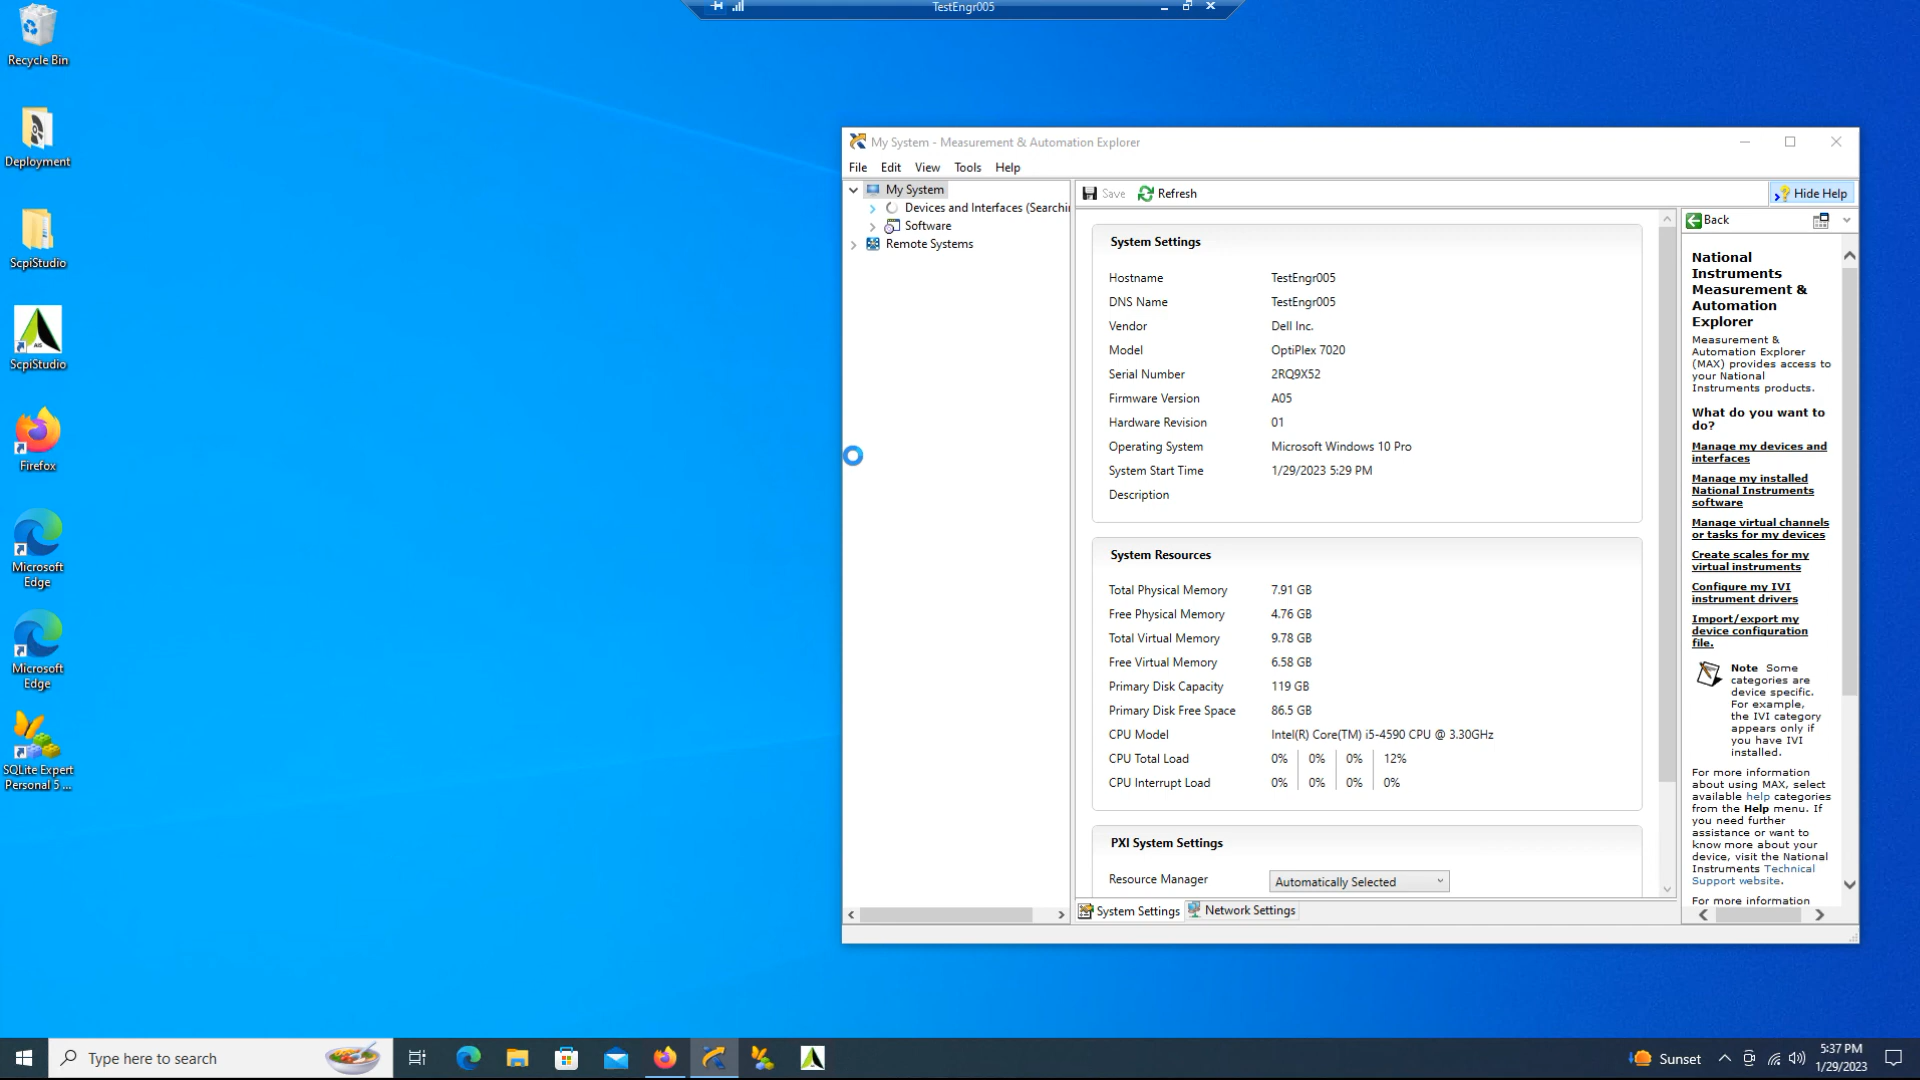 TestEngr005
Recycle Bin
Deployment
ScpiStudio
AIS
ScpiStudio
Firefox
Microsoft
Edge
Microsoft
Edge
SQLite Expert
Personal 5 ...
My System - Measurement & Automation Explorer
File Edit View Tools Help
My System
Devices and Interfaces (Searchi
Software
Remote Systems
Save Refresh
Hide Help
System Settings
Hostname TestEngr005
DNS Name TestEngr005
Vendor Dell Inc.
Model OptiPlex 7020
Serial Number 2RQ9X52
Firmware Version A05
Hardware Revision 01
Operating System Microsoft Windows 10 Pro
System Start Time 1/29/2023 5:29 PM
Description
System Resources
Total Physical Memory 7.91 GB
Free Physical Memory 4.76 GB
Total Virtual Memory 9.78 GB
Free Virtual Memory 6.58 GB
Primary Disk Capacity 119 GB
Primary Disk Free Space 86.5 GB
CPU Model Intel(R) Core(TM) i5-4590 CPU @ 3.30GHz
CPU Total Load 0% 0% 0% 12%
CPU Interrupt Load 0% 0% 0% 0%
PXI System Settings
Resource Manager Automatically Selected
System Settings Network Settings
Back
National
Instruments
Measurement &
Automation
Explorer
Measurement &
Automation Explorer
(MAX) provides access to
your National
Instruments products.
What do you want to
do?
Manage my devices and
interfaces
Manage my installed
National Instruments
software
Manage virtual channels
or tasks for my devices
Create scales for my
virtual instruments
Configure my IVI
instrument drivers
Import/export my
device configuration
file.
Note Some
categories are
device specific.
For example,
the IVI category
appears only if
you have IVI
installed.
For more information
about using MAX, select
available help categories
from the Help menu. If
you need further
assistance or want to
know more about your
device, visit the National
Instruments Technical
Support website.
For more information
Type here to search
Sunset
5:37 PM
1/29/2023